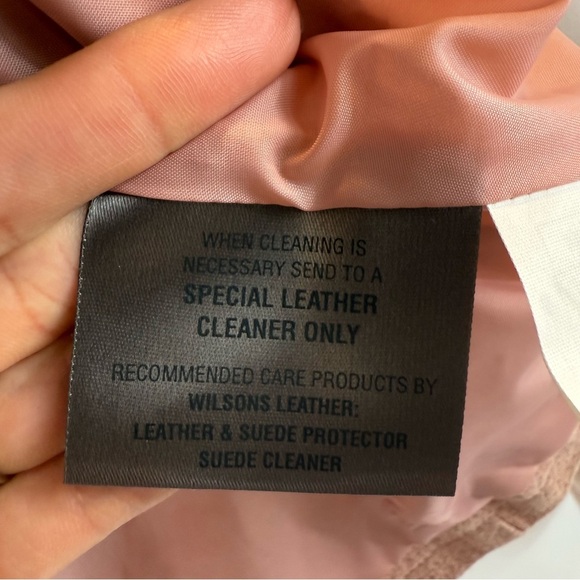 WHEN CLEANING IS
NECESSARY SEND TO A
SPECIAL LEATHER
CLEANER ONLY
RECOMMENDED CARE PRODUCTS BY
WILSONS LEATHER:
LEATHER & SUEDE PROTECTOR
SUEDE CLEANER